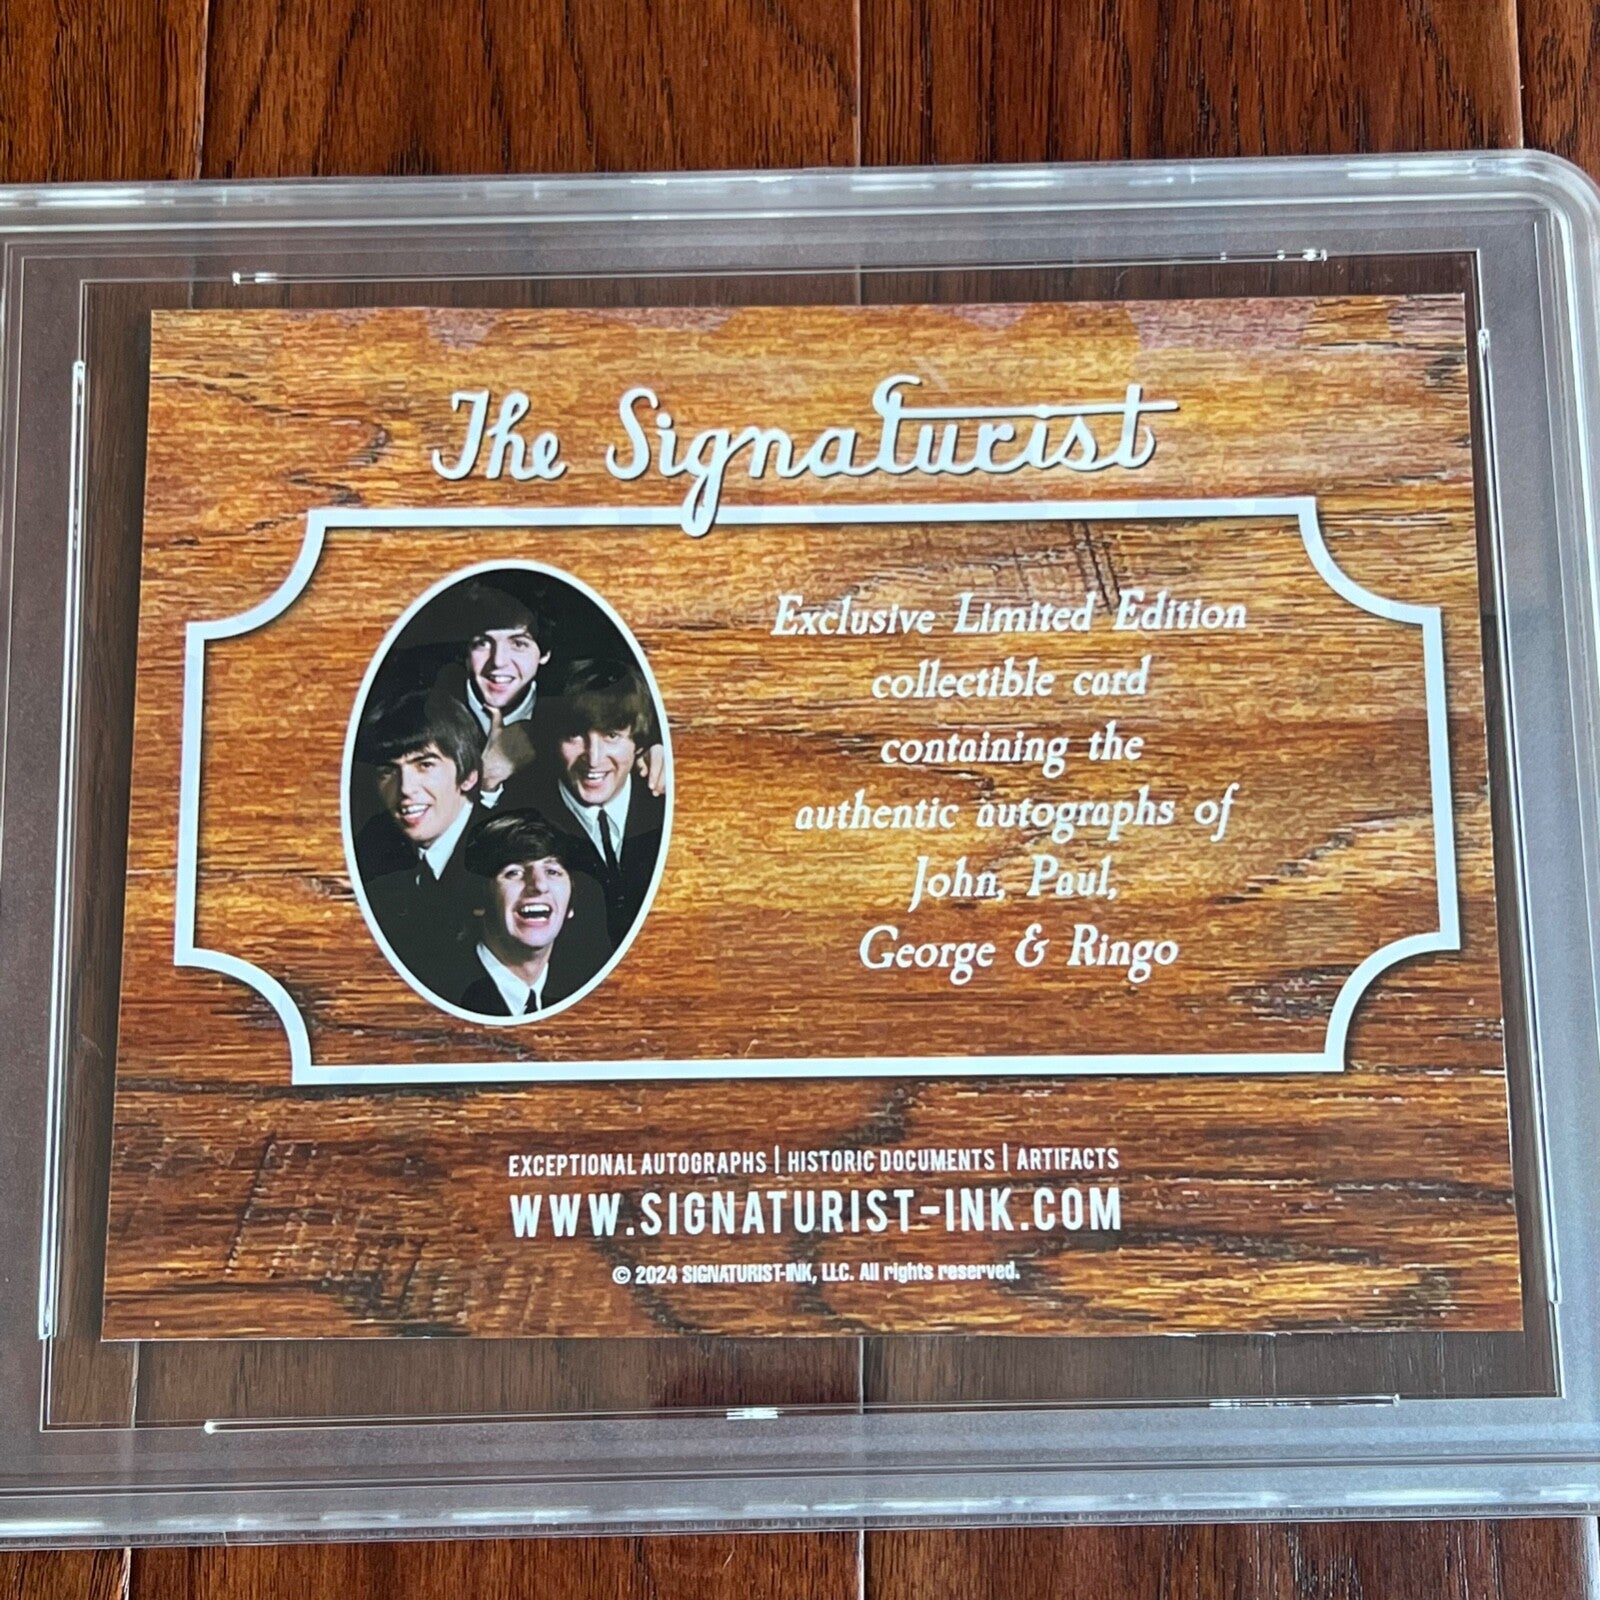 The Signaturist
Exclusive Limited Edition
collectible card
containing the
authentic autographs of
John, Paul,
George & Ringo
EXCEPTIONAL AUTOGRAPHS | HISTORIC DOCUMENTS | ARTIFACTS
WWW.SIGNATURIST-INK.COM
© 2024 SIGNATURIST-INK, LLC. All rights reserved.